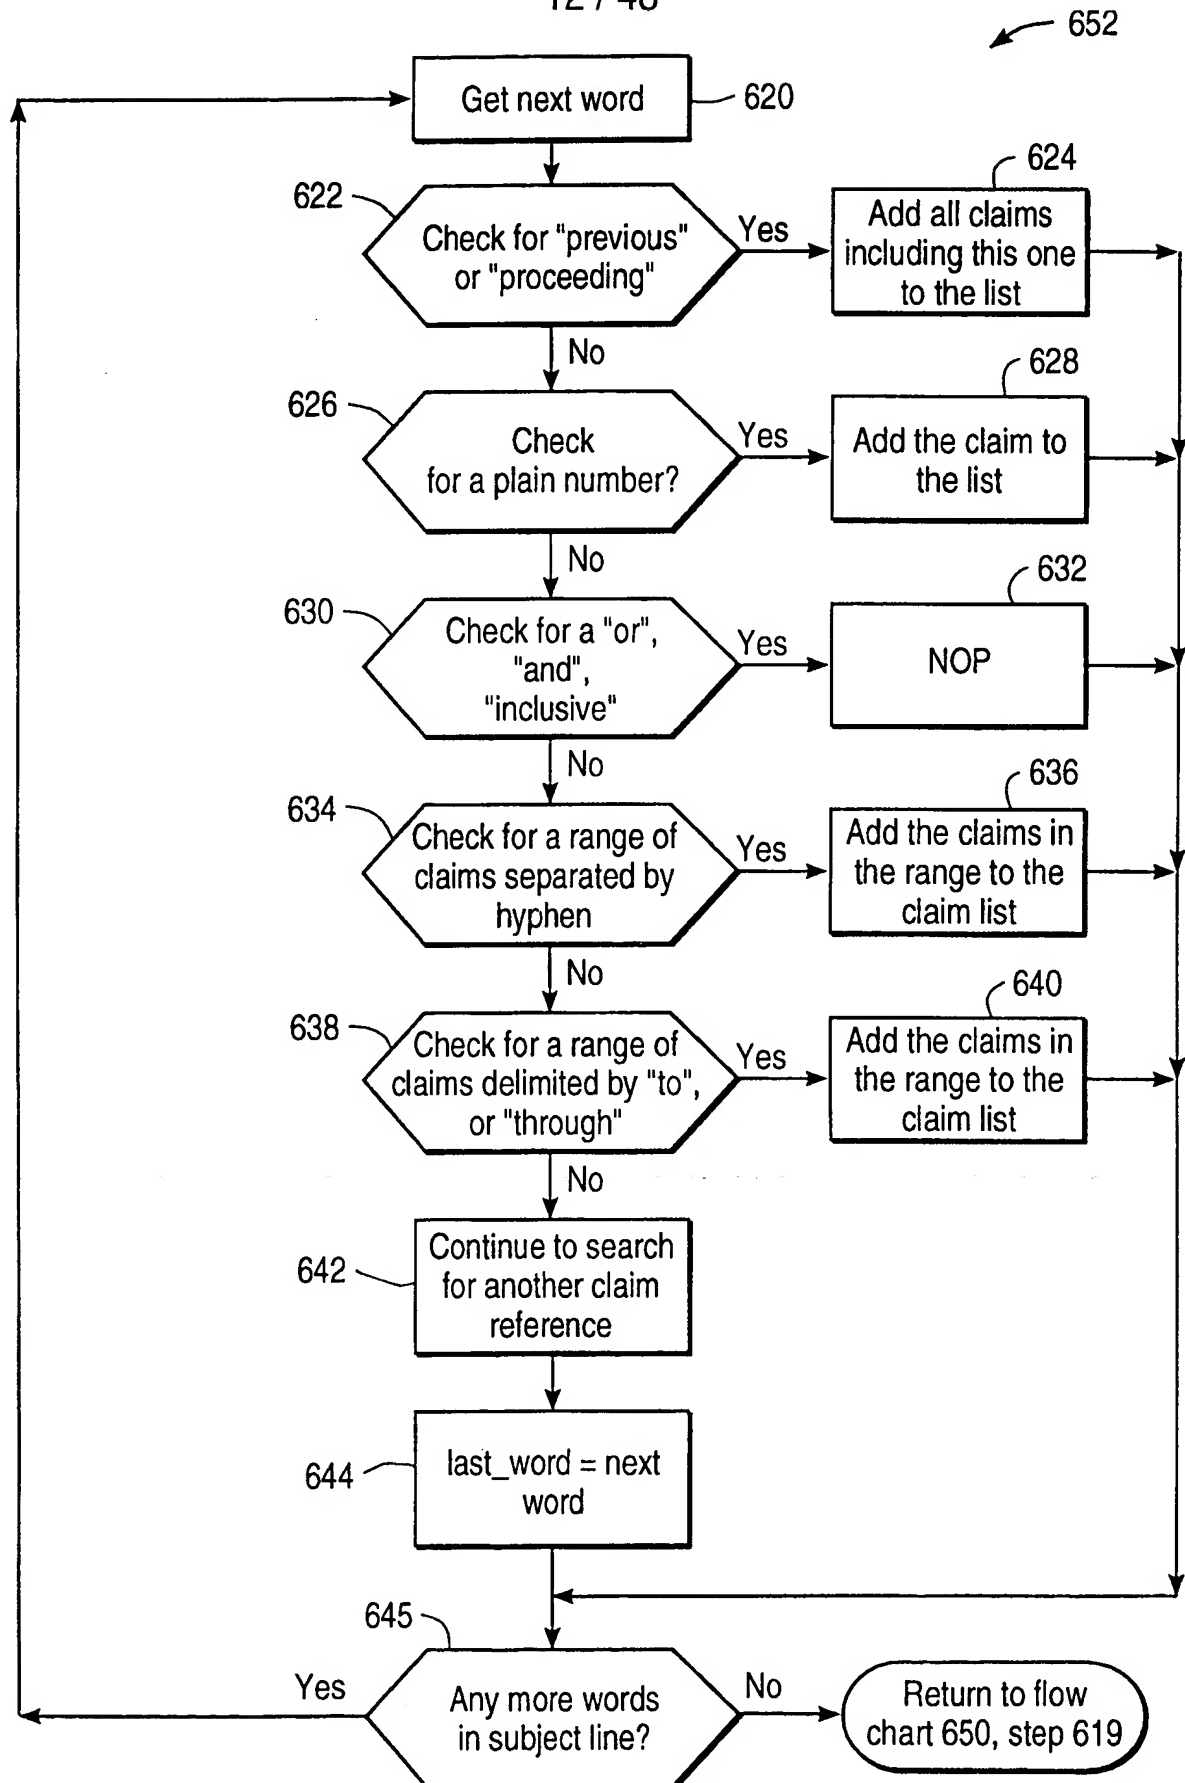 12 / 48
652
Get next word
620
622
Check for "previous"
or "proceeding"
Yes
624
Add all claims
including this one
to the list
No
626
Check
for a plain number?
Yes
628
Add the claim to
the list
No
630
Check for a "or",
"and",
"inclusive"
Yes
632
NOP
No
634
Check for a range of
claims separated by
hyphen
Yes
636
Add the claims in
the range to the
claim list
No
638
Check for a range of
claims delimited by "to",
or "through"
Yes
640
Add the claims in
the range to the
claim list
No
642
Continue to search
for another claim
reference
644
last_word = next
word
645
Yes
Any more words
in subject line?
No
Return to flow
chart 650, step 619